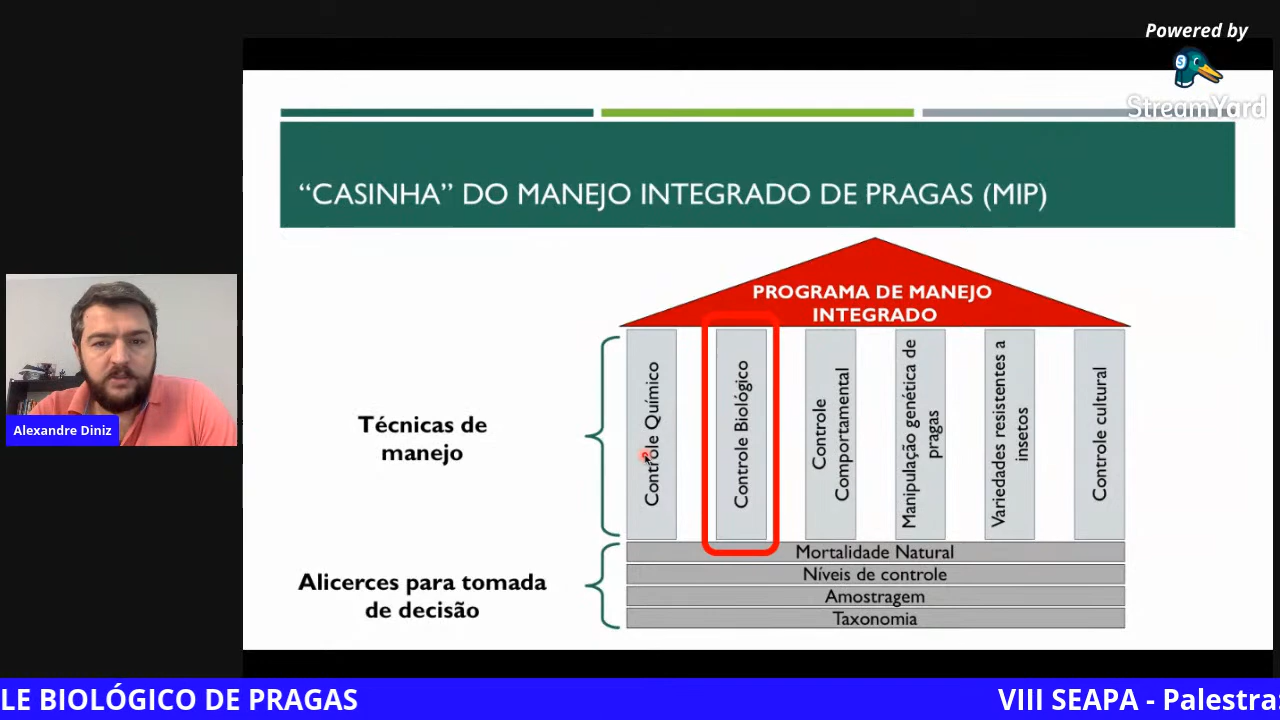 Powered by
StreamYard
“CASINHA” DO MANEJO INTEGRADO DE PRAGAS (MIP)
PROGRAMA DE MANEJO
INTEGRADO
Técnicas de
manejo
Controle Químico
Controle Biológico
Controle
Comportamental
Manipulação genética de
pragas
Variedades resistentes a
insetos
Controle cultural
Alicerces para tomada
de decisão
Mortalidade Natural
Níveis de controle
Amostragem
Taxonomia
Alexandre Diniz
LE BIOLÓGICO DE PRAGAS
VIII SEAPA - Palestra: